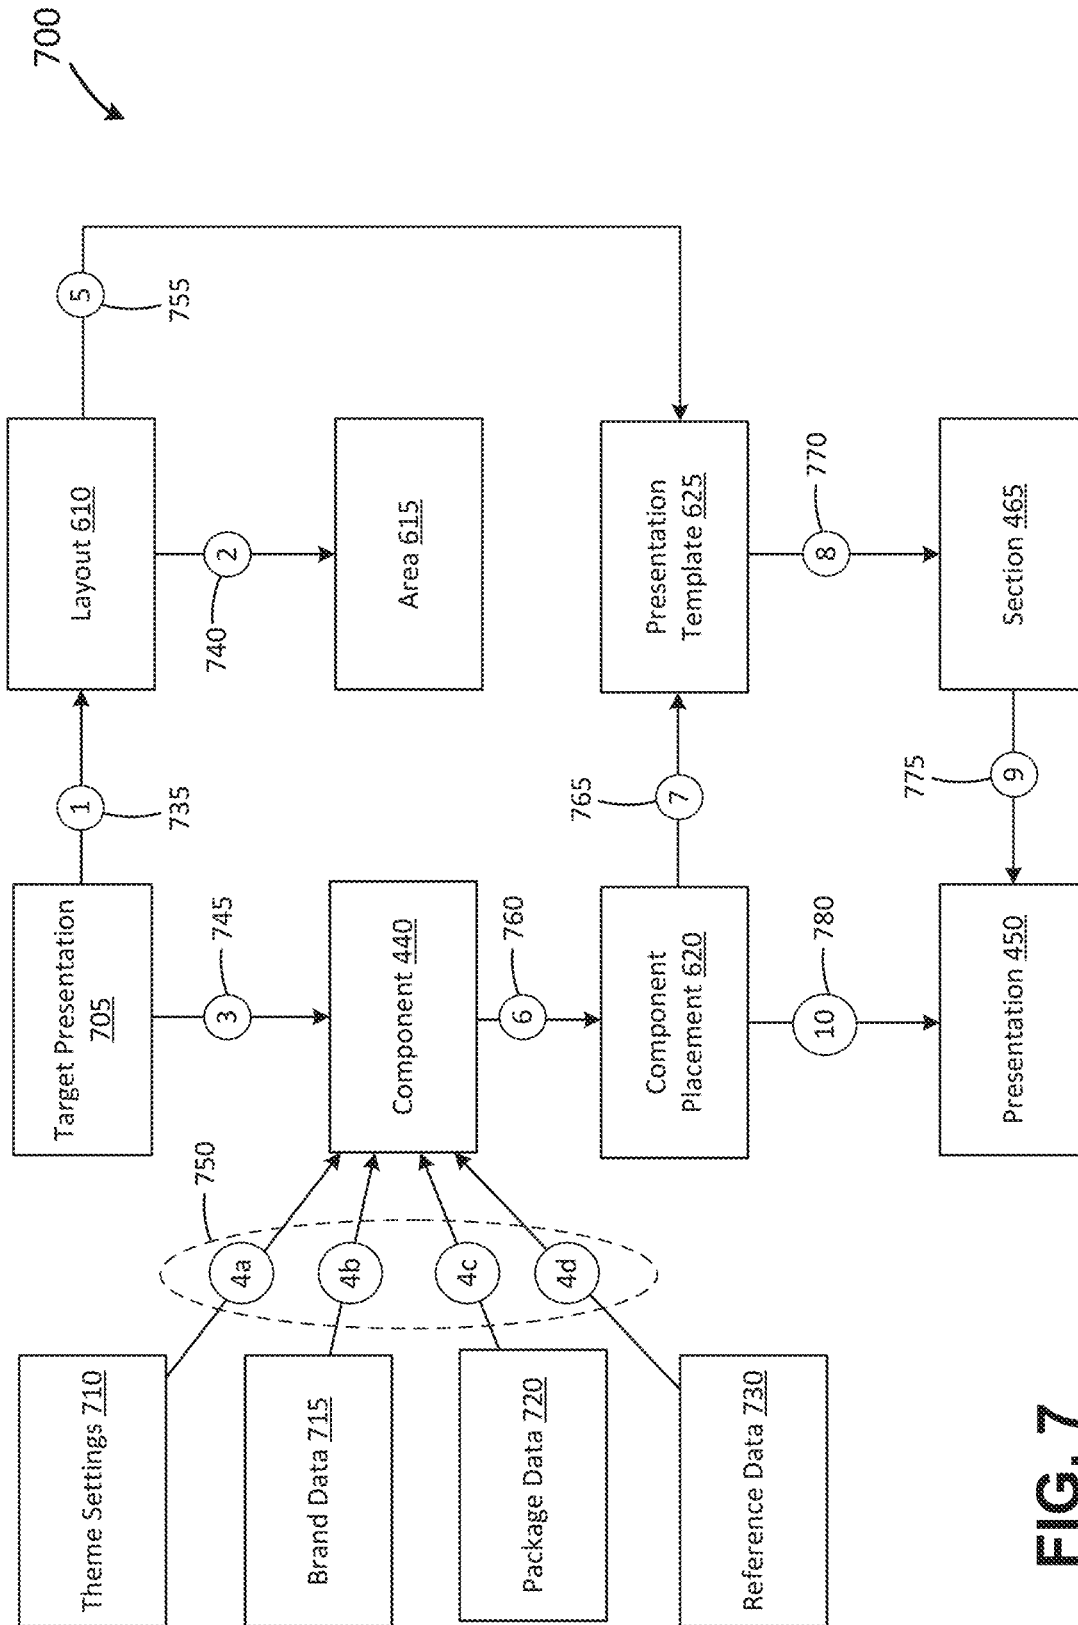 700
Theme Settings 710
Brand Data 715
Package Data 720
Reference Data 730
750
4a
4b
4c
4d
Target Presentation
705
1
735
Layout 610
5
755
3
745
2
740
Component 440
Area 615
6
760
Component
Placement 620
7
765
Presentation
Template 625
10
780
8
770
Presentation 450
9
775
Section 465
FIG. 7